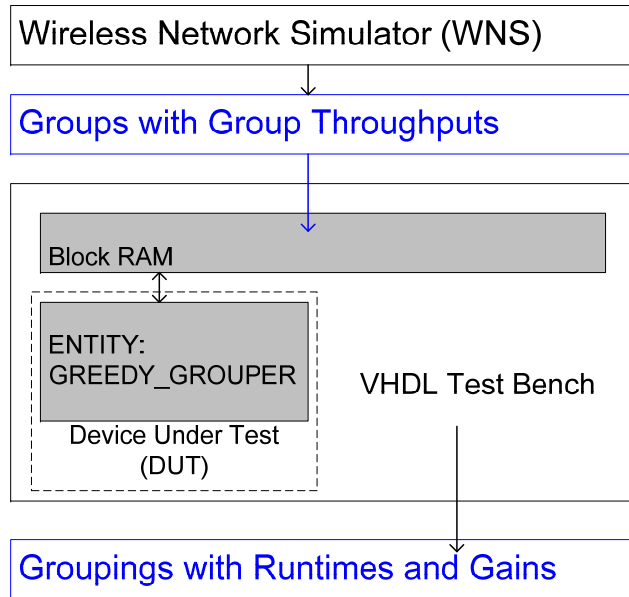 Wireless Network Simulator (WNS)
Groups with Group Throughputs
Block RAM
ENTITY:
GREEDY_GROUPER
VHDL Test Bench
Device Under Test
(DUT)
Groupings with Runtimes and Gains